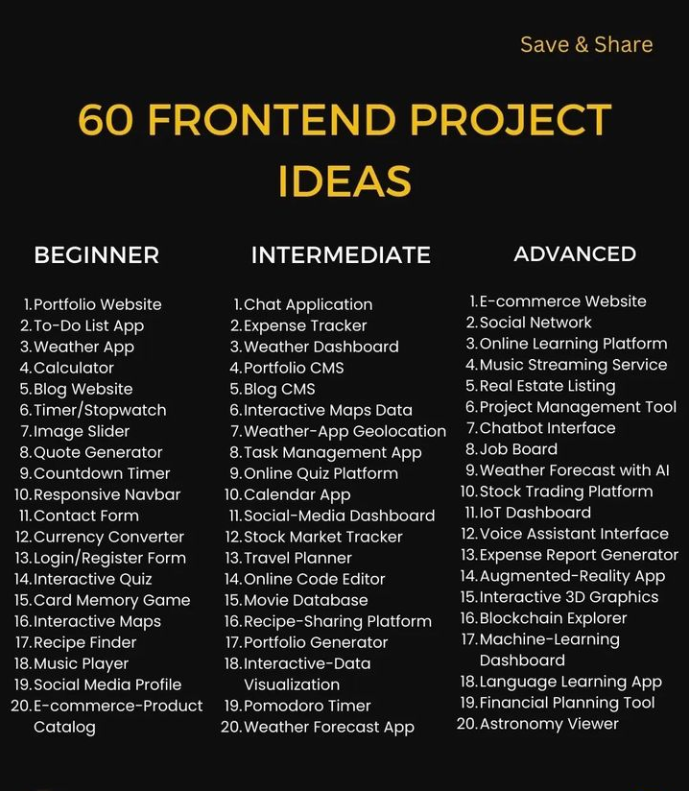 Save & Share
60 FRONTEND PROJECT
IDEAS
BEGINNER
1.Portfolio Website
2.To-Do List App
3.Weather App
4.Calculator
5.Blog Website
6.Timer/Stopwatch
7.Image Slider
8.Quote Generator
9.Countdown Timer
10.Responsive Navbar
11.Contact Form
12.Currency Converter
13.Login/Register Form
14.Interactive Quiz
15.Card Memory Game
16.Interactive Maps
17.Recipe Finder
18.Music Player
19.Social Media Profile
20.E-commerce-Product
Catalog
INTERMEDIATE
1.Chat Application
2.Expense Tracker
3.Weather Dashboard
4.Portfolio CMS
5.Blog CMS
6.Interactive Maps Data
7.Weather-App Geolocation
8.Task Management App
9.Online Quiz Platform
10.Calendar App
11.Social-Media Dashboard
12.Stock Market Tracker
13.Travel Planner
14.Online Code Editor
15.Movie Database
16.Recipe-Sharing Platform
17.Portfolio Generator
18.Interactive-Data
Visualization
19.Pomodoro Timer
20.Weather Forecast App
ADVANCED
1.E-commerce Website
2.Social Network
3.Online Learning Platform
4.Music Streaming Service
5.Real Estate Listing
6.Project Management Tool
7.Chatbot Interface
8.Job Board
9.Weather Forecast with AI
10.Stock Trading Platform
11.IoT Dashboard
12.Voice Assistant Interface
13.Expense Report Generator
14.Augmented-Reality App
15.Interactive 3D Graphics
16.Blockchain Explorer
17.Machine-Learning
Dashboard
18.Language Learning App
19.Financial Planning Tool
20.Astronomy Viewer